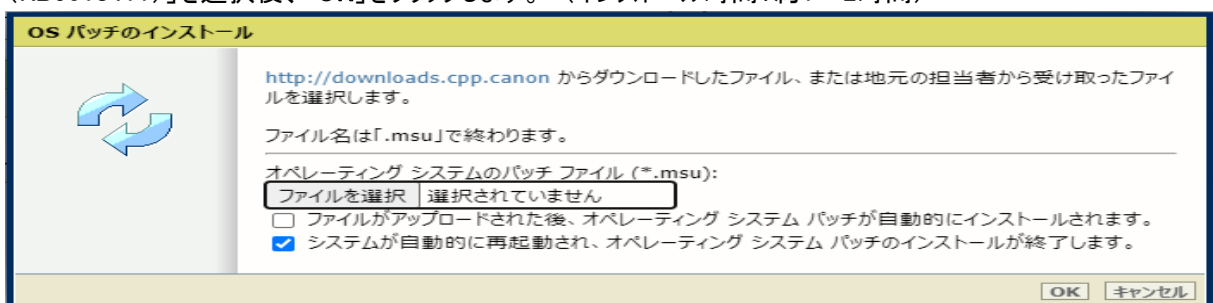 OS パッチのインストール
http://downloads.cpp.canon からダウンロードしたファイル、または地元の担当者から受け取ったファイ
ルを選択します。
ファイル名は「.msu」で終わります。
オペレーティング システムのパッチ ファイル (*.msu):
ファイルを選択 選択されていません
ファイルがアップロードされた後、オペレーティング システム パッチが自動的にインストールされます。
システムが自動的に再起動され、オペレーティング システム パッチのインストールが終了します。
OK キャンセル